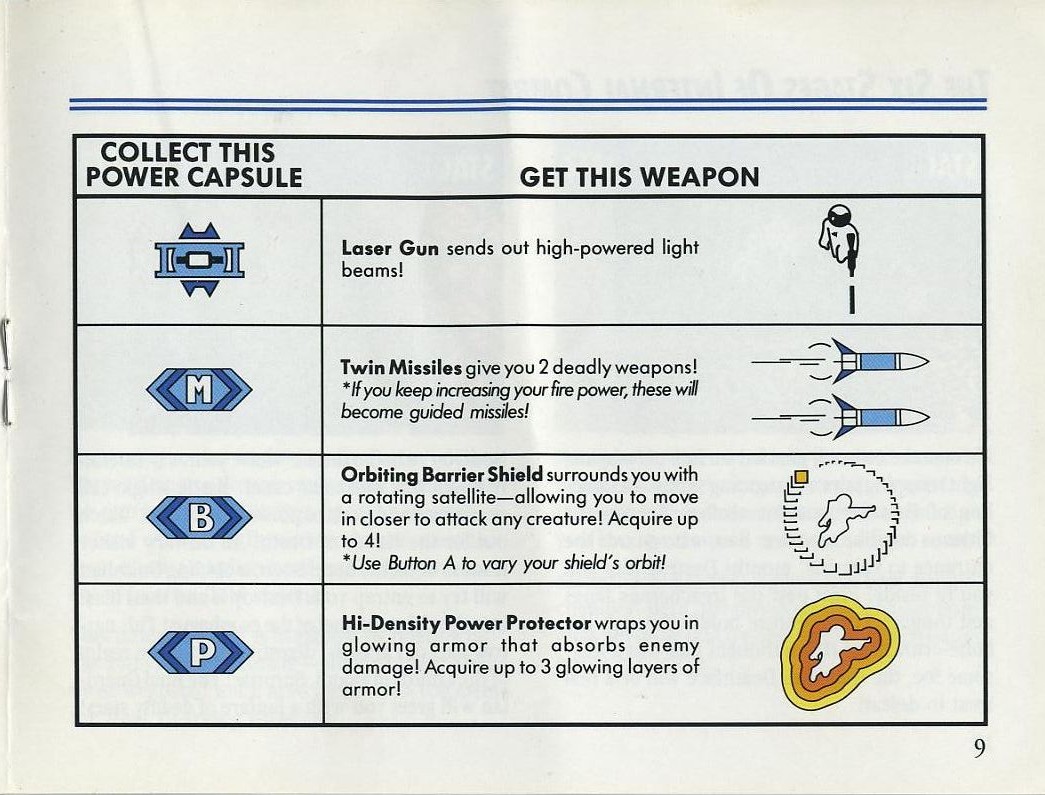 COLLECT THIS
POWER CAPSULE
GET THIS WEAPON
Laser Gun sends out high-powered light
beams!
M
Twin Missiles give you 2 deadly weapons!
*If you keep increasing your fire power, these will
become guided missiles!
B
Orbiting Barrier Shield surrounds you with
a rotating satellite—allowing you to move
in closer to attack any creature! Acquire up
to 4!
*Use Button A to vary your shield's orbit!
P
Hi-Density Power Protector wraps you in
glowing armor that absorbs enemy
damage! Acquire up to 3 glowing layers of
armor!
9